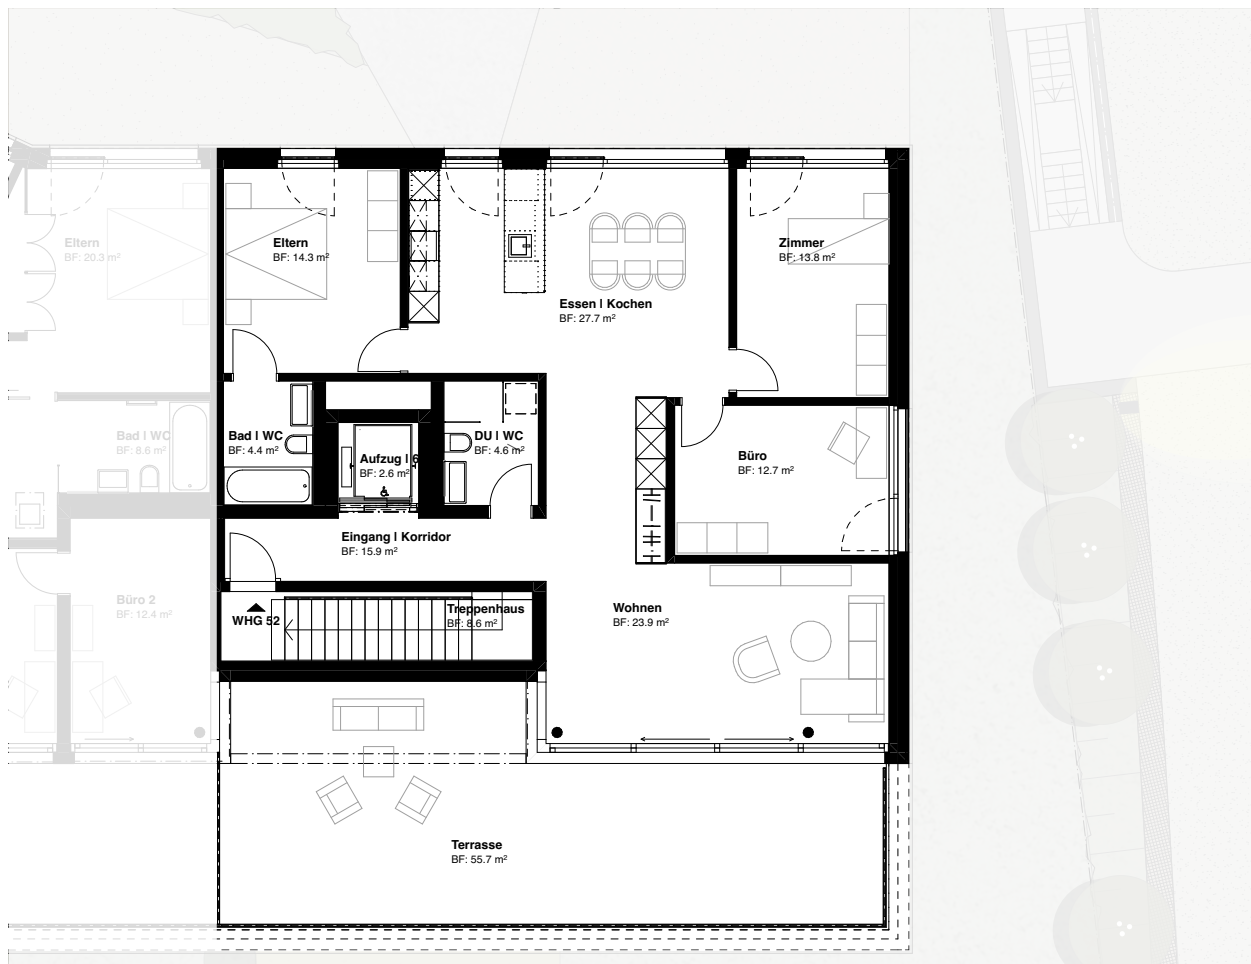 Eltern
BF: 20.3 m²
Eltern
BF: 14.3 m²
Zimmer
BF: 13.8 m²
Essen I Kochen
BF: 27.7 m²
Bad I WC
BF: 8.6 m²
Bad I WC
BF: 4.4 m²
Aufzug I 6
BF: 2.6 m²
DU I WC
BF: 4.6 m²
Büro
BF: 12.7 m²
Eingang I Korridor
BF: 15.9 m²
Büro 2
BF: 12.4 m²
WHG 52
Treppenhaus
BF: 8.6 m²
Wohnen
BF: 23.9 m²
Terrasse
BF: 55.7 m²